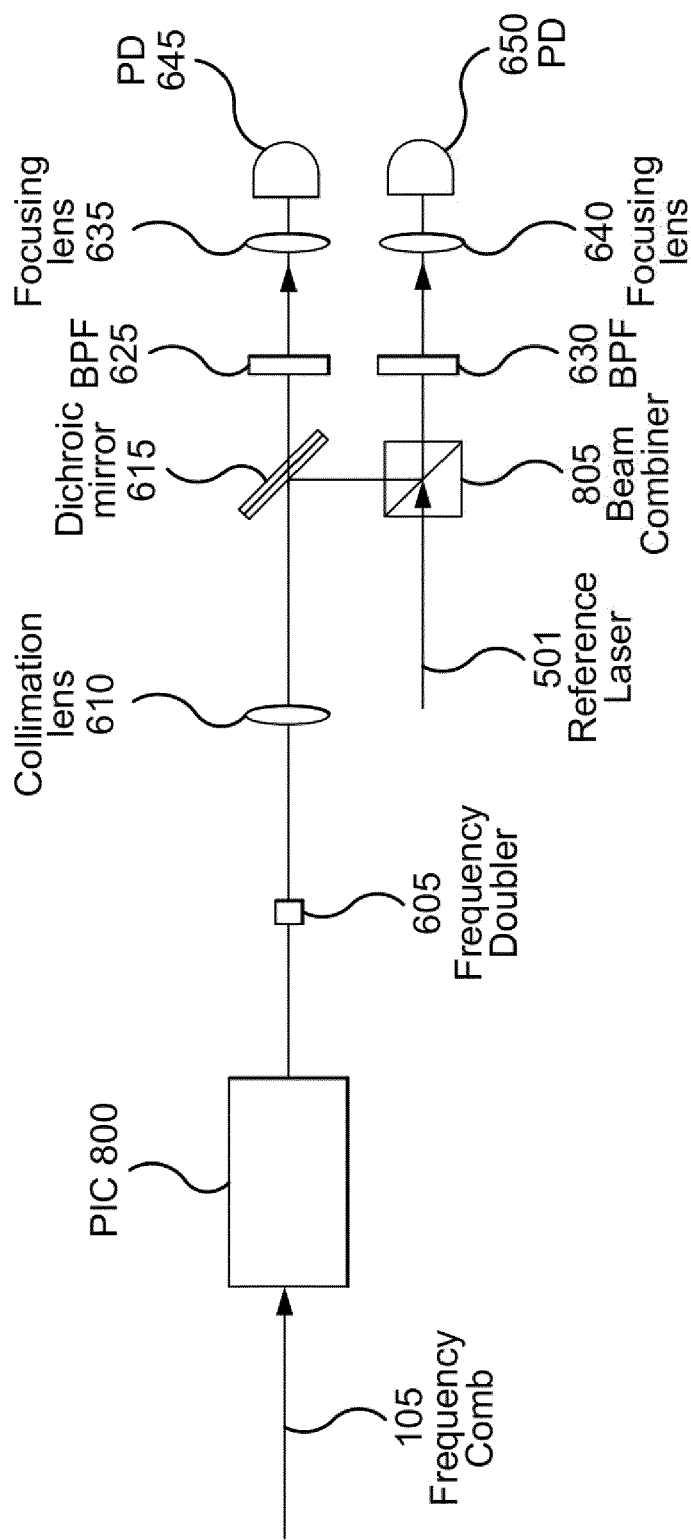 105
Frequency
Comb
PIC 800
605
Frequency
Doubler
Collimation
lens
610
501
Reference
Laser
Dichroic
mirror
615
805
Beam
Combiner
BPF
625
630
BPF
Focusing
lens
635
640
Focusing
lens
PD
645
650
PD